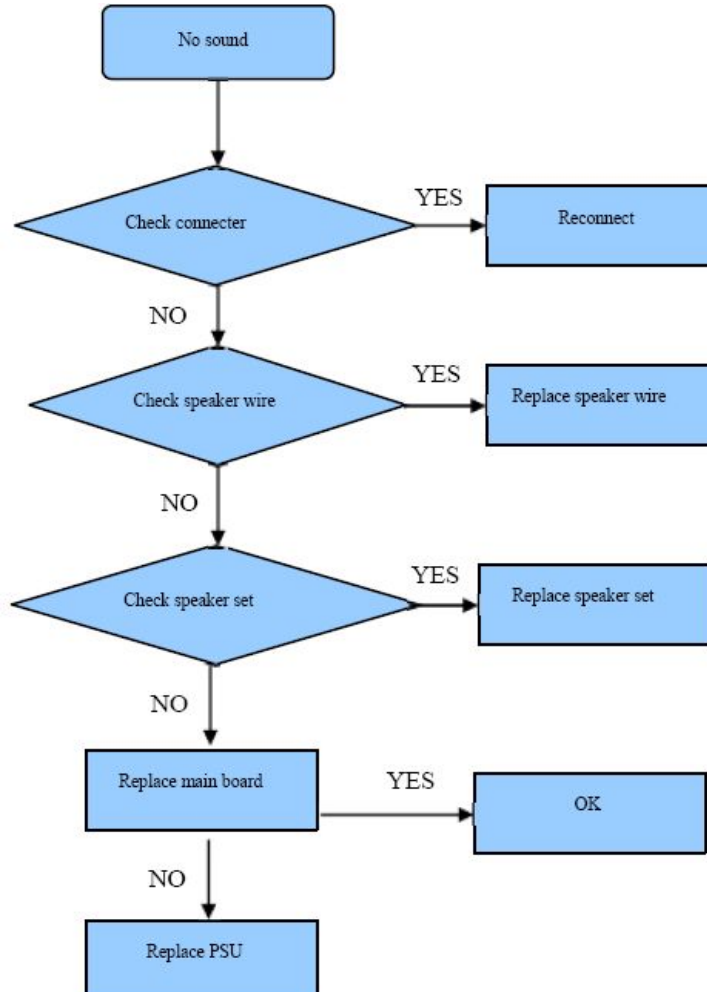 No sound
Check connecter
YES
Reconnect
NO
Check speaker wire
YES
Replace speaker wire
NO
Check speaker set
YES
Replace speaker set
NO
Replace main board
YES
OK
NO
Replace PSU